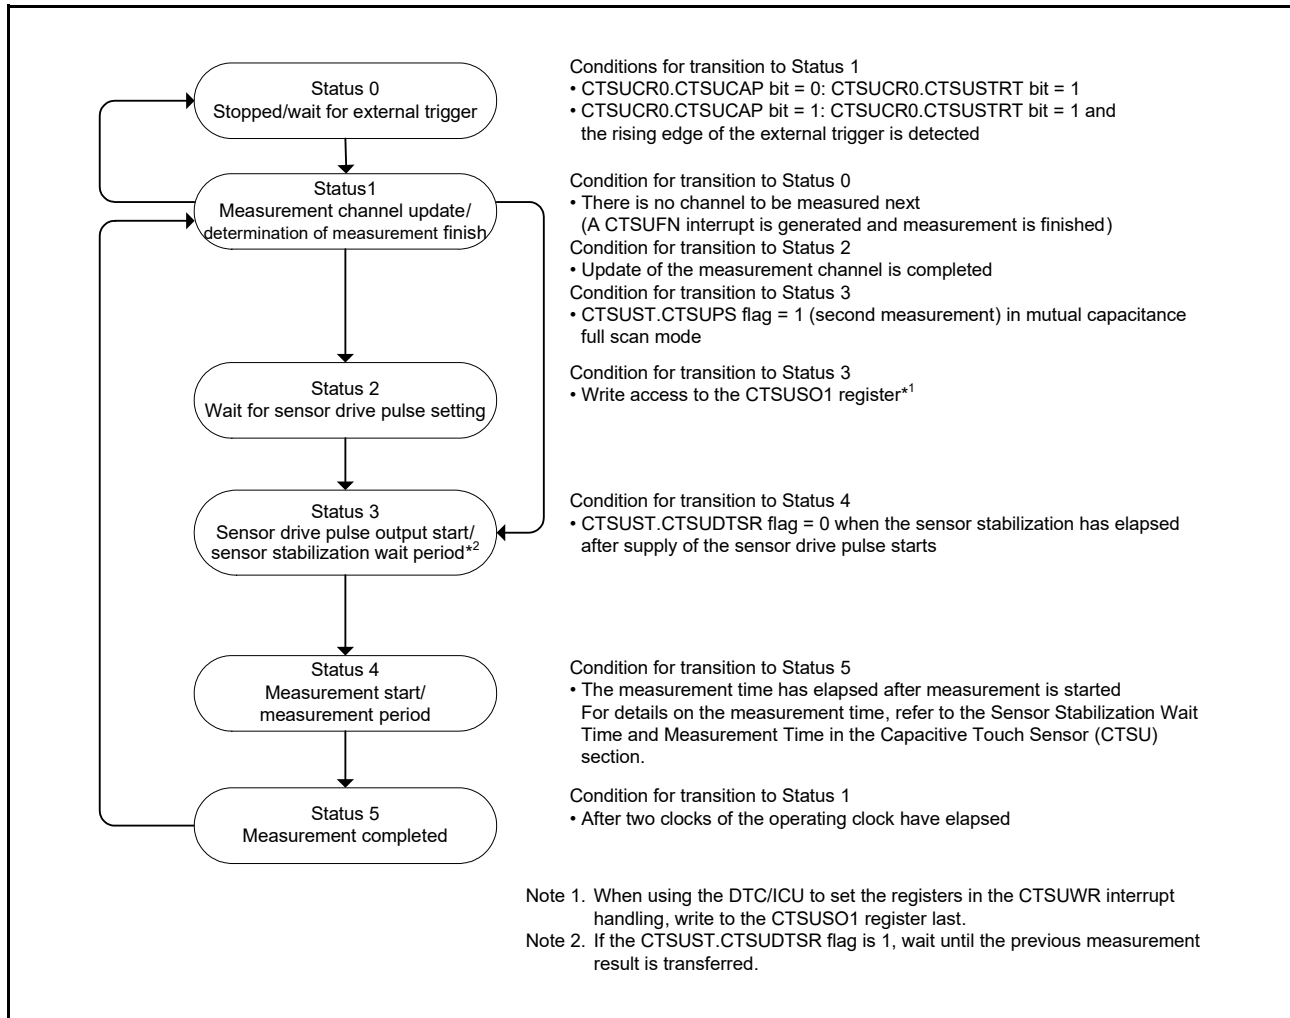 Status 0
Stopped/wait for external trigger
Conditions for transition to Status 1
• CTSUCR0.CTSUCAP bit = 0: CTSUCR0.CTSUSTRT bit = 1
• CTSUCR0.CTSUCAP bit = 1: CTSUCR0.CTSUSTRT bit = 1 and
the rising edge of the external trigger is detected
Status1
Measurement channel update/
determination of measurement finish
Condition for transition to Status 0
• There is no channel to be measured next
(A CTSUFN interrupt is generated and measurement is finished)
Condition for transition to Status 2
• Update of the measurement channel is completed
Condition for transition to Status 3
• CTSUST.CTSUPS flag = 1 (second measurement) in mutual capacitance
full scan mode
Status 2
Wait for sensor drive pulse setting
Condition for transition to Status 3
• Write access to the CTSUSO1 register*1
Status 3
Sensor drive pulse output start/
sensor stabilization wait period*2
Condition for transition to Status 4
• CTSUST.CTSUDTSR flag = 0 when the sensor stabilization has elapsed
after supply of the sensor drive pulse starts
Status 4
Measurement start/
measurement period
Condition for transition to Status 5
• The measurement time has elapsed after measurement is started
For details on the measurement time, refer to the Sensor Stabilization Wait
Time and Measurement Time in the Capacitive Touch Sensor (CTSU)
section.
Status 5
Measurement completed
Condition for transition to Status 1
• After two clocks of the operating clock have elapsed
Note 1. When using the DTC/ICU to set the registers in the CTSUWR interrupt
handling, write to the CTSUSO1 register last.
Note 2. If the CTSUST.CTSUDTSR flag is 1, wait until the previous measurement
result is transferred.